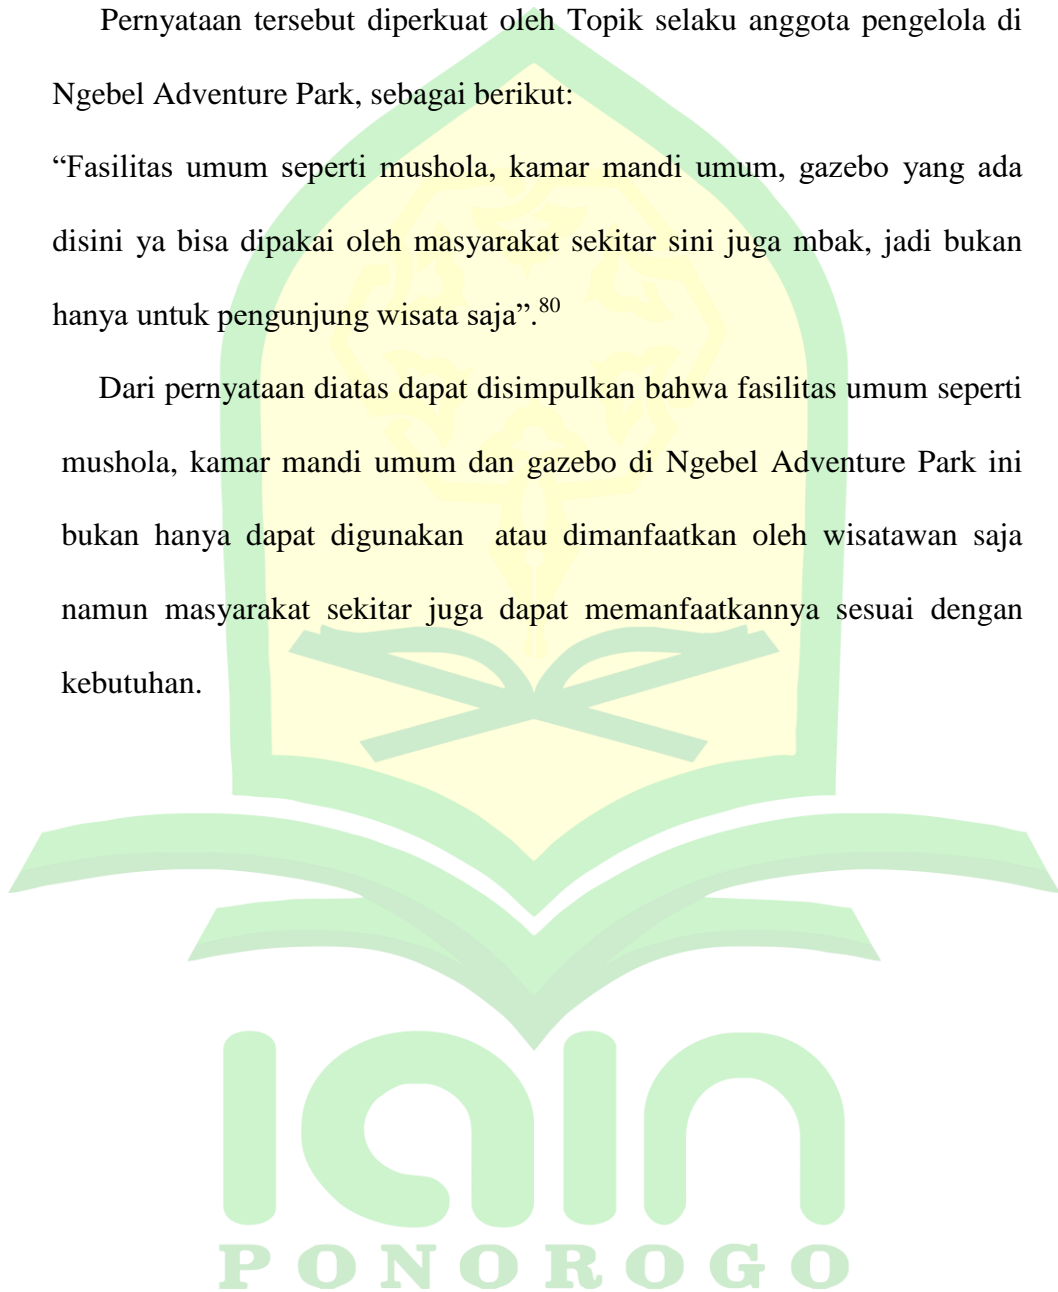 Pernyataan tersebut diperkuat oleh Topik selaku anggota pengelola di
Ngebel Adventure Park, sebagai berikut:
“Fasilitas umum seperti mushola, kamar mandi umum, gazebo yang ada
disini ya bisa dipakai oleh masyarakat sekitar sini juga mbak, jadi bukan
hanya untuk pengunjung wisata saja”.80
Dari pernyataan diatas dapat disimpulkan bahwa fasilitas umum seperti
mushola, kamar mandi umum dan gazebo di Ngebel Adventure Park ini
bukan hanya dapat digunakan atau dimanfaatkan oleh wisatawan saja
namun masyarakat sekitar juga dapat memanfaatkannya sesuai dengan
kebutuhan.
IAIN
PONOROGO